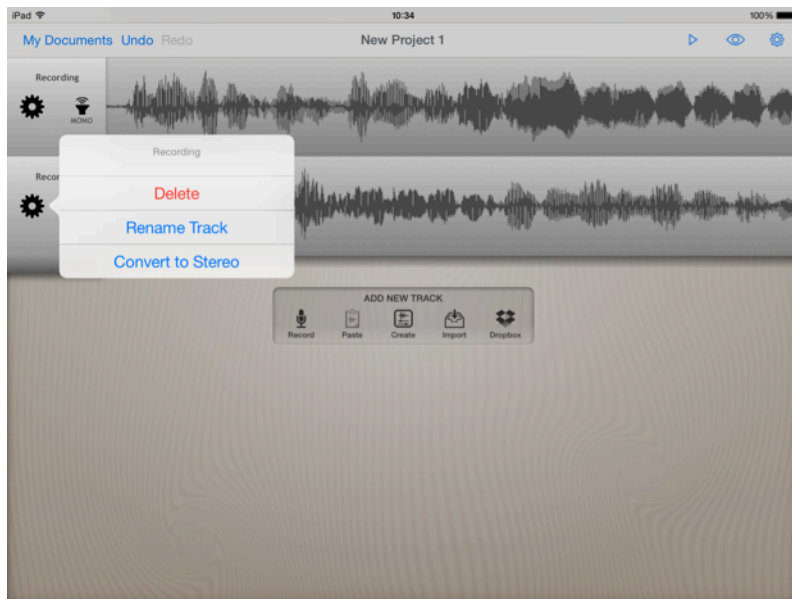 iPad 10:34 100%
My Documents Undo Redo New Project 1
Recording
MONO
Recording
Delete
Rename Track
Convert to Stereo
ADD NEW TRACK
Record Paste Create Import Dropbox